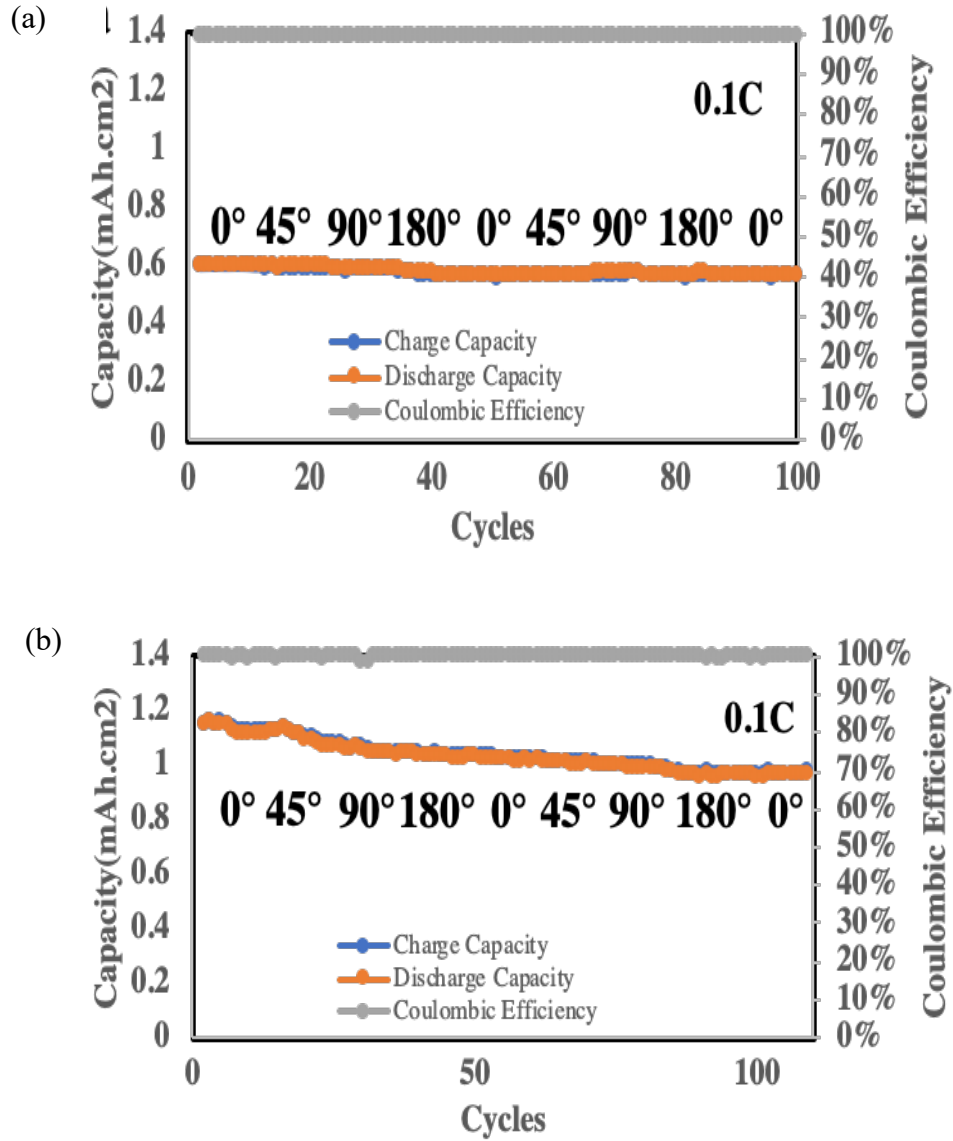 (a)
1.4
1.2
1
0.8
0.6
0.4
0.2
0
Capacity(mAh.cm2)
100%
90%
80%
70%
60%
50%
40%
30%
20%
10%
0%
Coulombic Efficiency
0.1C
0° 45° 90° 180° 0° 45° 90° 180° 0°
Charge Capacity
Discharge Capacity
Coulombic Efficiency
0 20 40 60 80 100
Cycles
(b)
1.4
1.2
1
0.8
0.6
0.4
0.2
0
Capacity(mAh.cm2)
100%
90%
80%
70%
60%
50%
40%
30%
20%
10%
0%
Coulombic Efficiency
0.1C
0° 45° 90° 180° 0° 45° 90° 180° 0°
Charge Capacity
Discharge Capacity
Coulombic Efficiency
0 50 100
Cycles